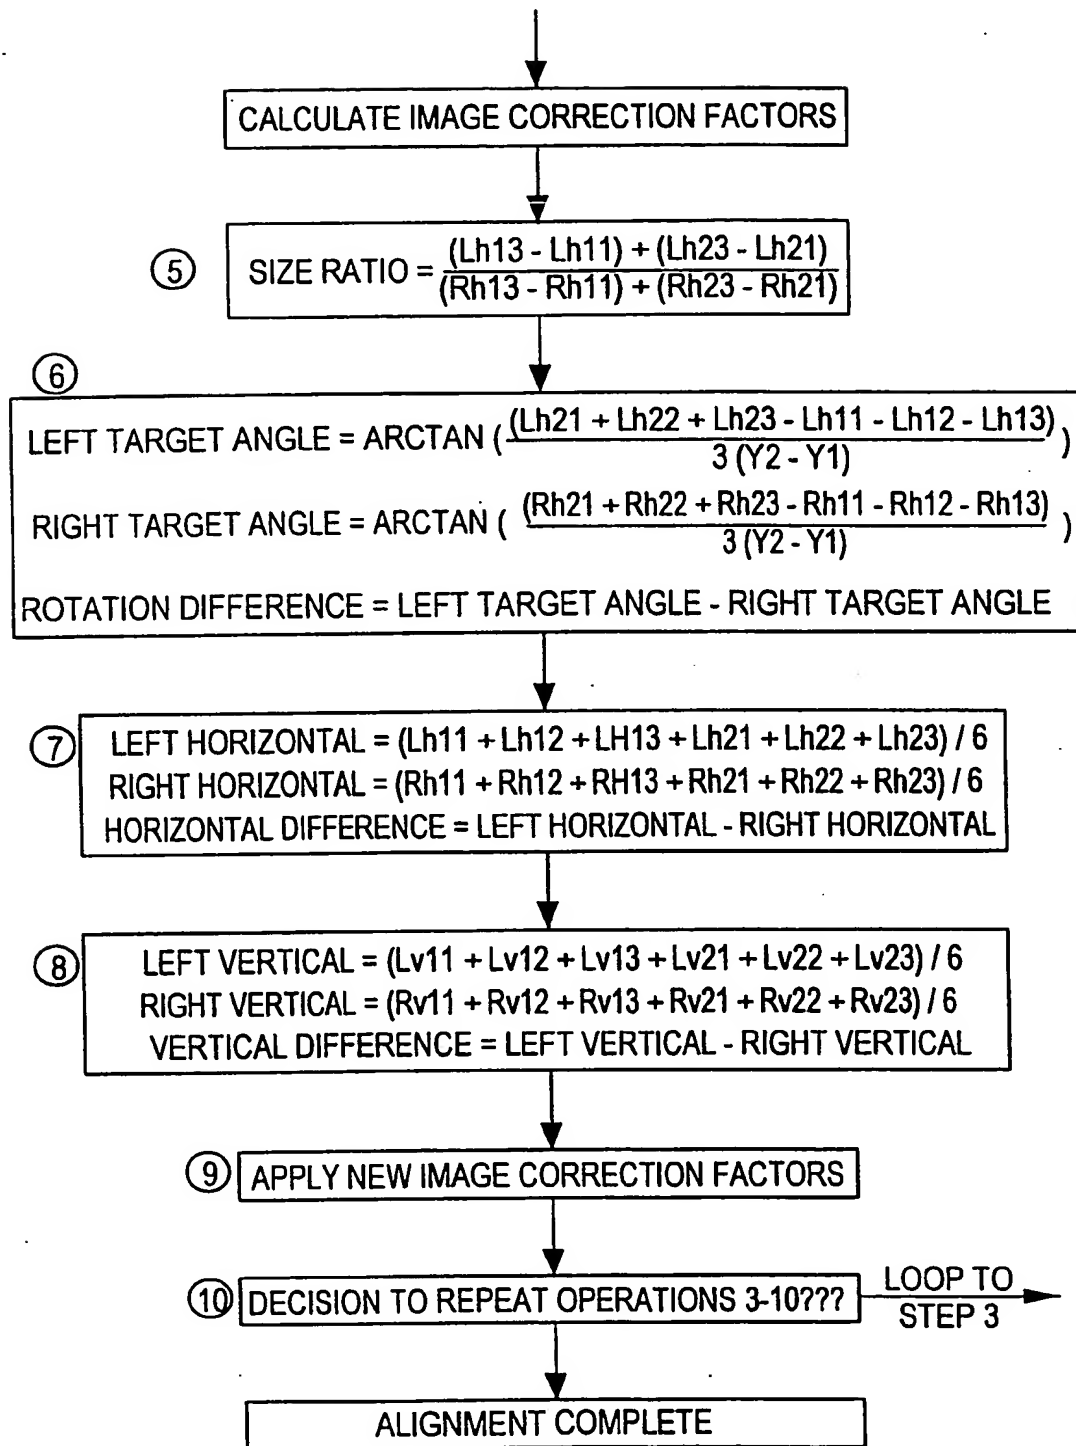 CALCULATE IMAGE CORRECTION FACTORS
5
SIZE RATIO = (Lh13 - Lh11) + (Lh23 - Lh21)
(Rh13 - Rh11) + (Rh23 - Rh21)
6
LEFT TARGET ANGLE = ARCTAN ( (Lh21 + Lh22 + Lh23 - Lh11 - Lh12 - Lh13) )
3 (Y2 - Y1)
RIGHT TARGET ANGLE = ARCTAN ( (Rh21 + Rh22 + Rh23 - Rh11 - Rh12 - Rh13) )
3 (Y2 - Y1)
ROTATION DIFFERENCE = LEFT TARGET ANGLE - RIGHT TARGET ANGLE
7
LEFT HORIZONTAL = (Lh11 + Lh12 + LH13 + Lh21 + Lh22 + Lh23) / 6
RIGHT HORIZONTAL = (Rh11 + Rh12 + RH13 + Rh21 + Rh22 + Rh23) / 6
HORIZONTAL DIFFERENCE = LEFT HORIZONTAL - RIGHT HORIZONTAL
8
LEFT VERTICAL = (Lv11 + Lv12 + Lv13 + Lv21 + Lv22 + Lv23) / 6
RIGHT VERTICAL = (Rv11 + Rv12 + Rv13 + Rv21 + Rv22 + Rv23) / 6
VERTICAL DIFFERENCE = LEFT VERTICAL - RIGHT VERTICAL
9
APPLY NEW IMAGE CORRECTION FACTORS
10
DECISION TO REPEAT OPERATIONS 3-10???
LOOP TO
STEP 3
ALIGNMENT COMPLETE